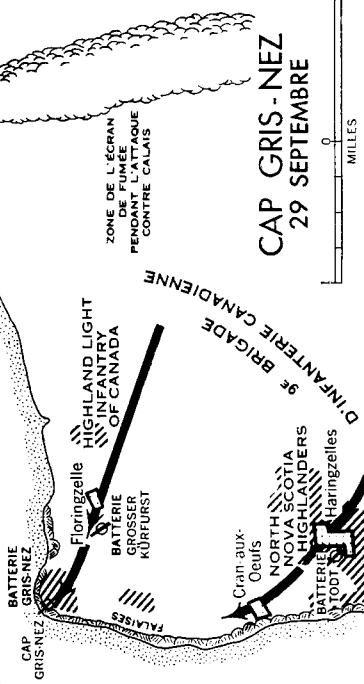 CAP GRIS - NEZ
29 SEPTEMBRE
1
0
MILLES
ZONE DE L'ÉCRAN
DE FUMÉE
PENDANT L'ATTAQUE
CONTRE CALAIS
9E BRIGADE
D'INFANTERIE CANADIENNE
HIGHLAND LIGHT
INFANTRY
OF CANADA
Floringzelle
BATTERIE
GROSSER
KÜRFURST
BATTERIE
GRIS-NEZ
CAP
GRIS-NEZ
FALAISES
Cran-aux-
Oeufs
NORTH
NOVA SCOTIA
HIGHLANDERS
Haringzelles
BATTERIE
TODT